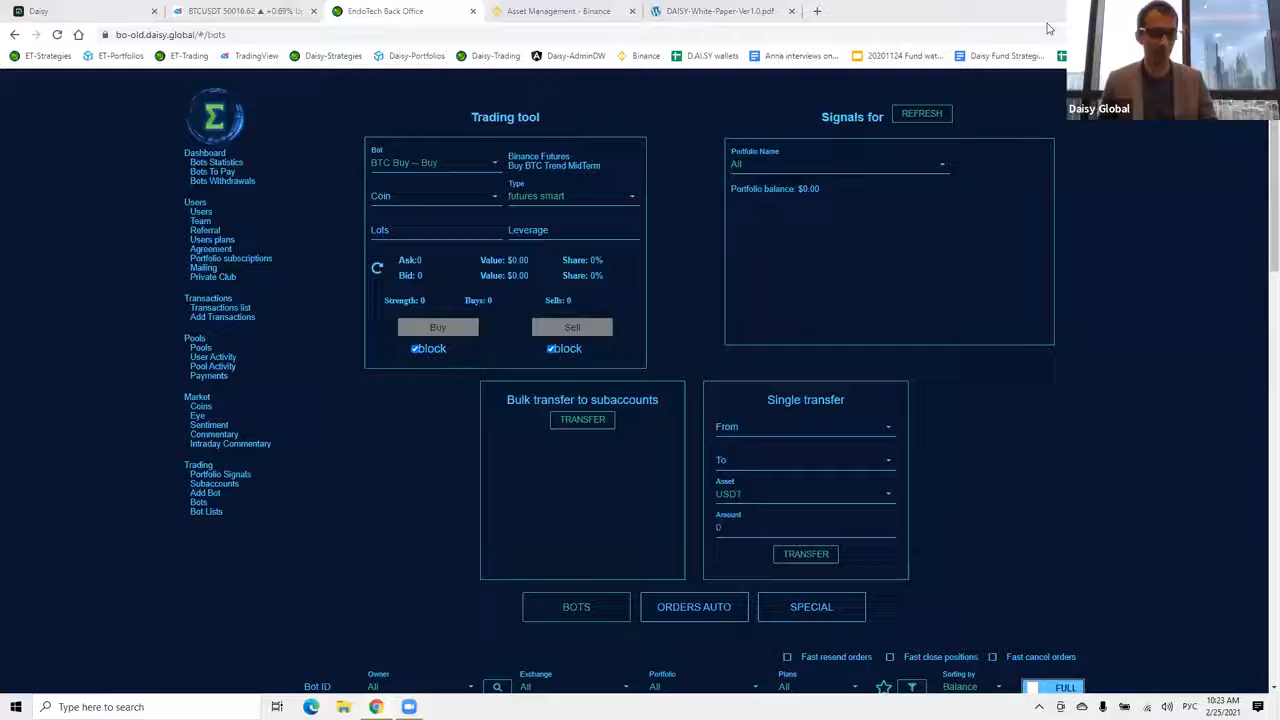 Daisy
BTCUSDT 50016.62 ▲ +0.69% U
EndoTech Back Office
Asset Management - Binance
DAISY-White-Paper-Ver1.0.pdf
bo-old.daisy.global/#/bots
ET-Strategies
ET-Portfolios
ET-Trading
TradingView
Daisy-Strategies
Daisy-Portfolios
Daisy-Trading
Daisy-AdminDW
Binance
D.AI.SY wallets
Anna interviews on...
20201124 Fund wat...
Daisy Fund Strategi...
Daisy Global
Σ
Dashboard
Bots Statistics
Bots To Pay
Bots Withdrawals
Users
Users
Team
Referral
Users plans
Agreement
Portfolio subscriptions
Mailing
Private Club
Transactions
Transactions list
Add Transactions
Pools
Pools
User Activity
Pool Activity
Payments
Market
Coins
Eye
Sentiment
Commentary
Intraday Commentary
Trading
Portfolio Signals
Subaccounts
Add Bot
Bots
Bot Lists
Trading tool
Bot
BTC Buy -- Buy
Binance Futures
Buy BTC Trend MidTerm
Coin
Type
futures smart
Lots
Leverage
Ask:0 Value: $0.00 Share: 0%
Bid: 0 Value: $0.00 Share: 0%
Strength: 0 Buys: 0 Sells: 0
Buy
Sell
block
block
Signals for
REFRESH
Portfolio Name
All
Portfolio balance: $0.00
Bulk transfer to subaccounts
TRANSFER
Single transfer
From
To
Asset
USDT
Amount
0
TRANSFER
BOTS
ORDERS AUTO
SPECIAL
Fast resend orders
Fast close positions
Fast cancel orders
Bot ID
Owner
All
Exchange
All
Portfolio
All
Plans
All
Sorting by
Balance
FULL
Type here to search
РУС
10:23 AM
2/25/2021